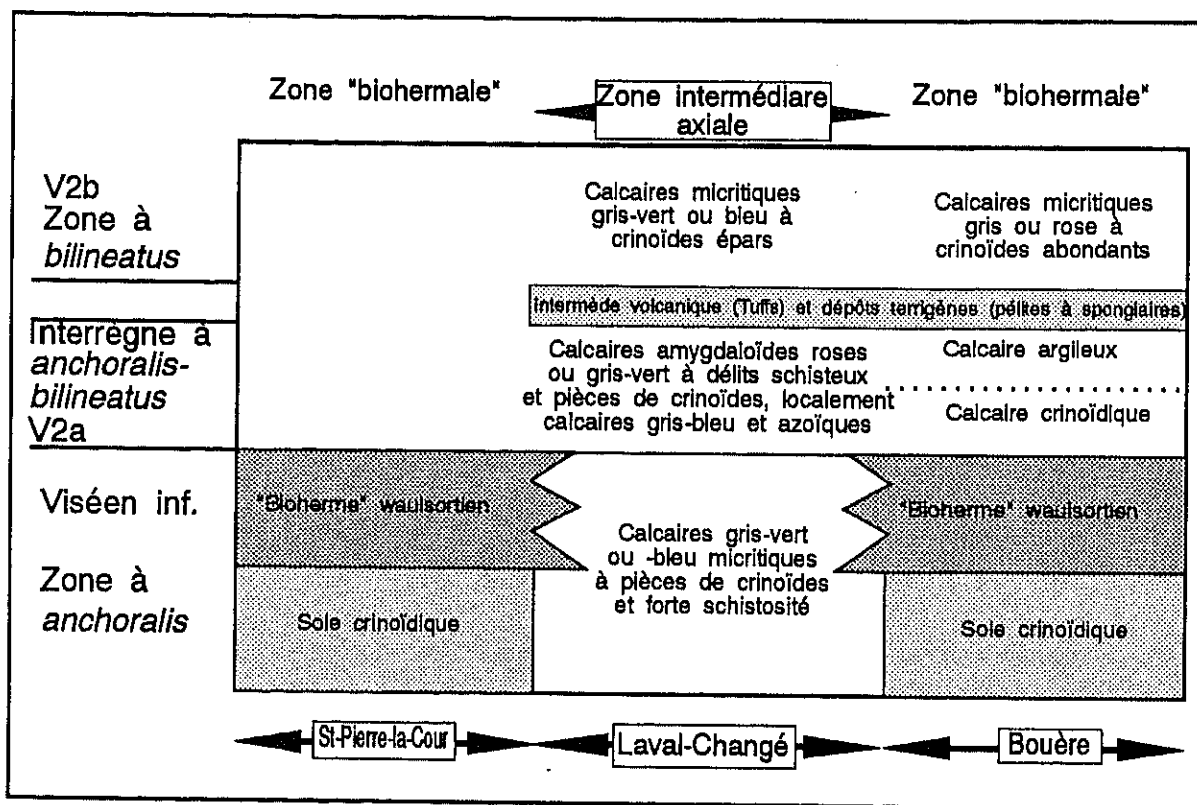 Zone "biohermale"
Zone intermédiare
axiale
Zone "biohermale"
V2b
Zone à
bilineatus
Calcaires micritiques
gris-vert ou bleu à
crinoïdes épars
Calcaires micritiques
gris ou rose à
crinoïdes abondants
Intermède volcanique (Tuffs) et dépôts terrigènes (pélites à spongiaires)
Interrègne à
anchoralis-
bilineatus
V2a
Calcaires amygdaloïdes roses
ou gris-vert à délits schisteux
et pièces de crinoïdes, localement
calcaires gris-bleu et azoïques
Calcaire argileux
Calcaire crinoïdique
Viséen inf.
"Bioherme" waulsortien
"Bioherme" waulsortien
Calcaires gris-vert
ou -bleu micritiques
à pièces de crinoïdes
et forte schistosité
Zone à
anchoralis
Sole crinoïdique
Sole crinoïdique
St-Pierre-la-Cour
Laval-Changé
Bouère